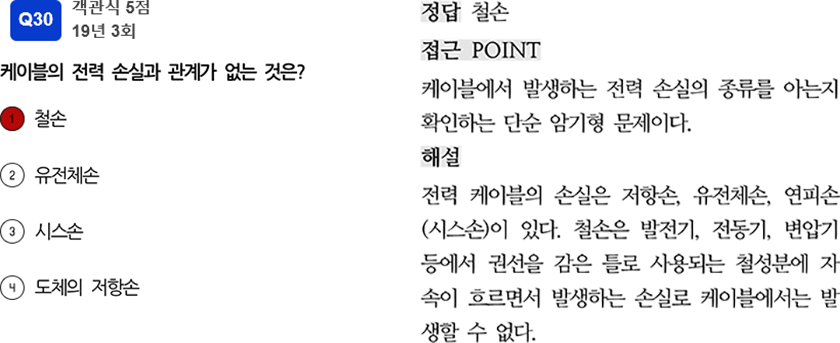 Q30
객관식 5점
19년 3회
케이블의 전력 손실과 관계가 없는 것은?
1 철손
2 유전체손
3 시스손
4 도체의 저항손
정답 철손
접근 POINT
케이블에서 발생하는 전력 손실의 종류를 아는지
확인하는 단순 암기형 문제이다.
해설
전력 케이블의 손실은 저항손, 유전체손, 연피손
(시스손)이 있다. 철손은 발전기, 전동기, 변압기
등에서 권선을 감은 틀로 사용되는 철성분에 자
속이 흐르면서 발생하는 손실로 케이블에서는 발
생할 수 없다.